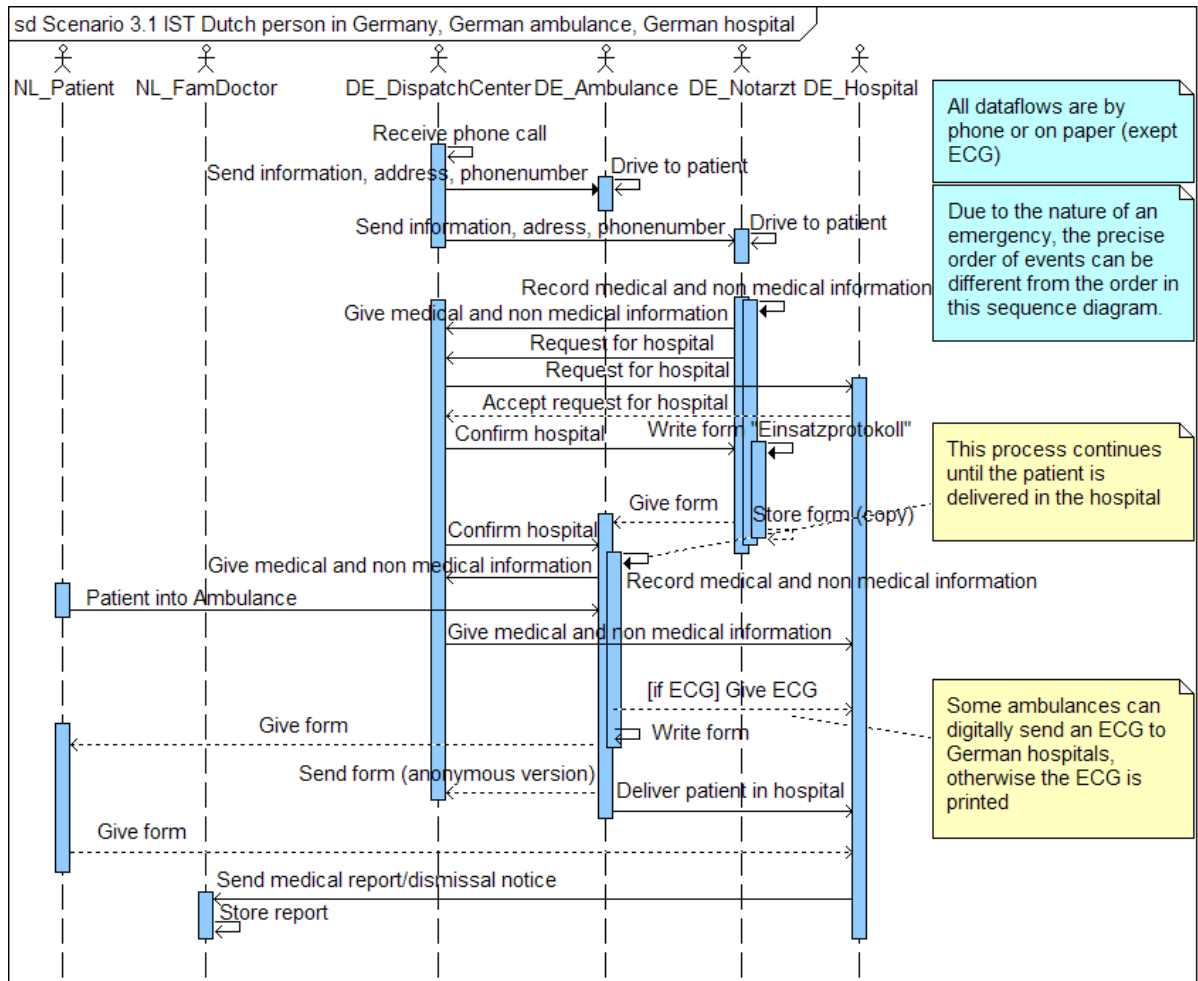 sd Scenario 3.1 IST Dutch person in Germany, German ambulance, German hospital
NL_Patient
NL_FamDoctor
DE_DispatchCenter
DE_Ambulance
DE_Notarzt
DE_Hospital
All dataflows are by
phone or on paper (exept
ECG)
Receive phone call
Drive to patient
Send information, address, phonenumber
Due to the nature of an
emergency, the precise
order of events can be
different from the order in
this sequence diagram.
Send information, adress, phonenumber
Drive to patient
Record medical and non medical information
Give medical and non medical information
Request for hospital
Request for hospital
Accept request for hospital
Confirm hospital
Write form "Einsatzprotokoll"
This process continues
until the patient is
delivered in the hospital
Give form
Store form (copy)
Confirm hospital
Give medical and non medical information
Record medical and non medical information
Patient into Ambulance
Give medical and non medical information
[if ECG] Give ECG
Some ambulances can
digitally send an ECG to
German hospitals,
otherwise the ECG is
printed
Give form
Write form
Send form (anonymous version)
Deliver patient in hospital
Give form
Send medical report/dismissal notice
Store report